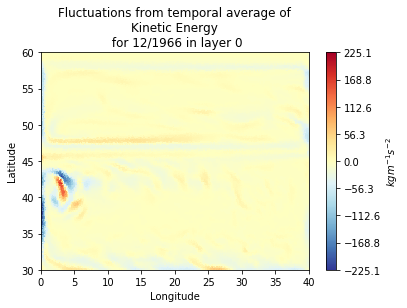 Fluctuations from temporal average of
Kinetic Energy
for 12/1966 in layer 0
60
55
50
45
40
35
30
Latitude
0 5 10 15 20 25 30 35 40
Longitude
225.1
168.8
112.6
56.3
0.0
−56.3
−112.6
−168.8
−225.1
kgm⁻¹s⁻²